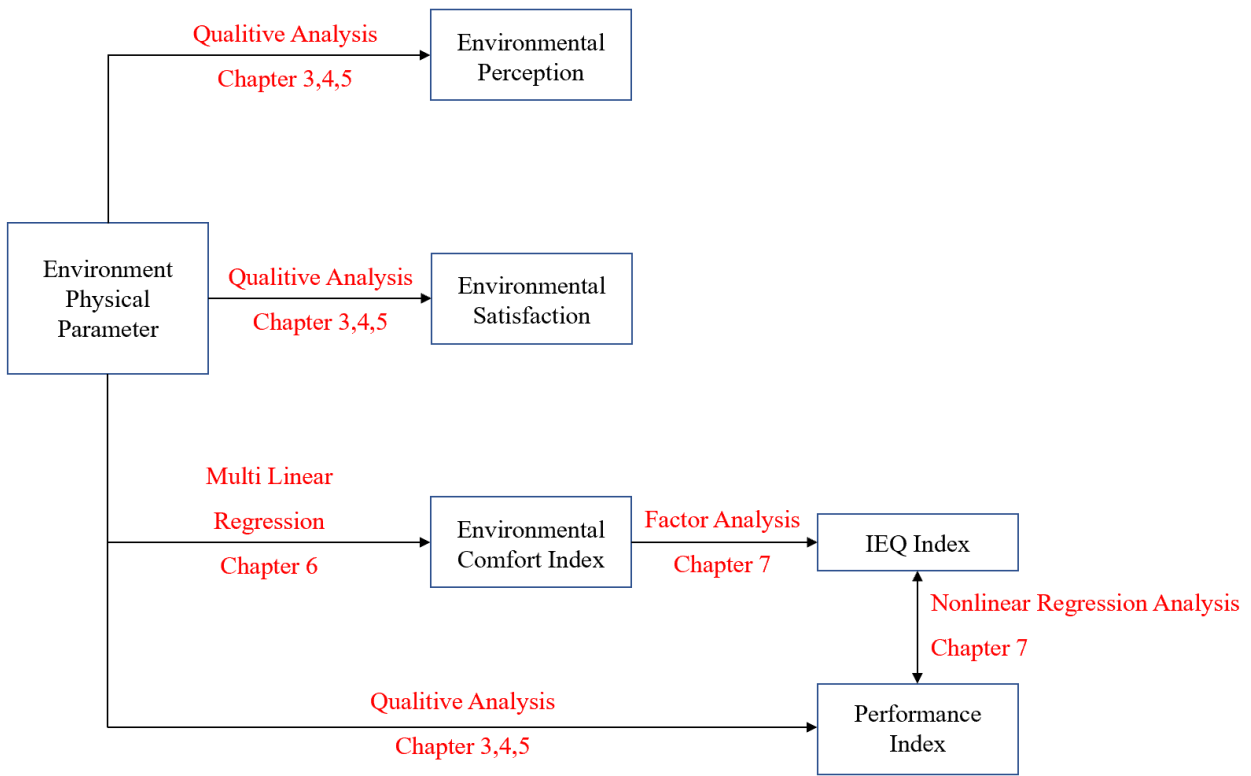 Qualitive Analysis
Chapter 3,4,5
Environmental
Perception
Environment
Physical
Parameter
Qualitive Analysis
Chapter 3,4,5
Environmental
Satisfaction
Multi Linear
Regression
Chapter 6
Environmental
Comfort Index
Factor Analysis
Chapter 7
IEQ Index
Nonlinear Regression Analysis
Chapter 7
Qualitive Analysis
Chapter 3,4,5
Performance
Index